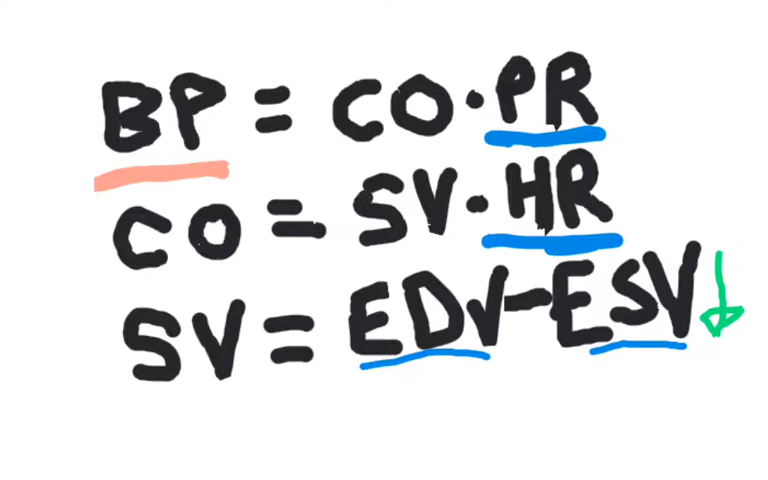 BP = CO · PR
CO = SV · HR
SV = EDV - ESV ↓